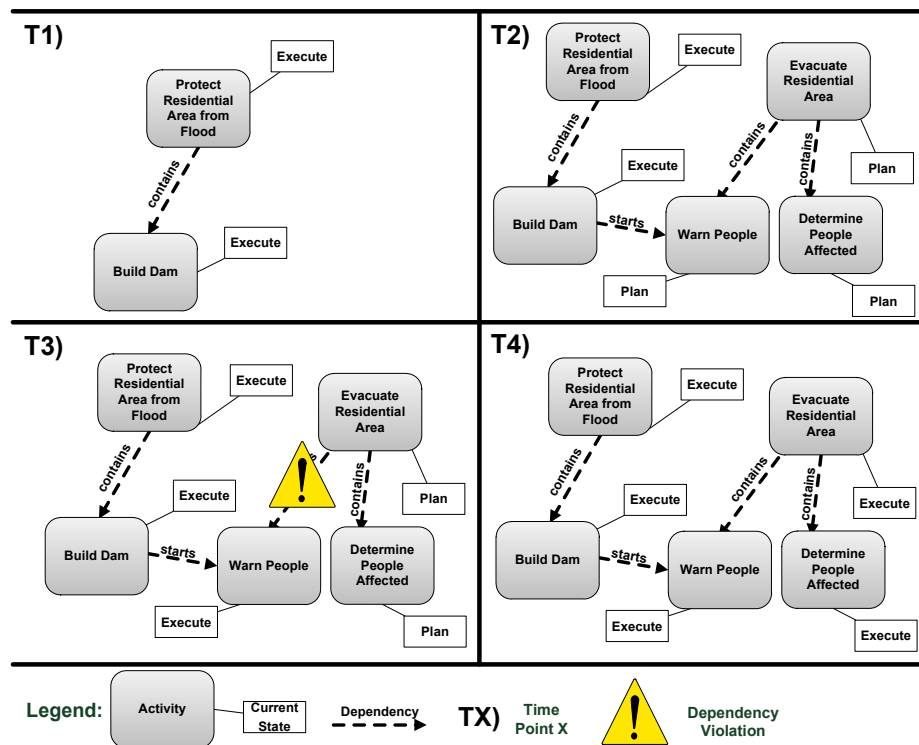 T1)
Execute
Protect
Residential
Area from
Flood
contains
Execute
Build Dam
T2)
Protect
Residential
Area from
Flood
Execute
Evacuate
Residential
Area
contains
contains
contains
Plan
Execute
Build Dam
starts
Warn People
Determine
People
Affected
Plan
Plan
T3)
Protect
Residential
Area from
Flood
Execute
Evacuate
Residential
Area
contains
contains
Plan
Execute
Build Dam
starts
Warn People
Determine
People
Affected
Execute
Plan
T4)
Protect
Residential
Area from
Flood
Execute
Evacuate
Residential
Area
contains
contains
contains
Execute
Execute
Build Dam
starts
Warn People
Determine
People
Affected
Execute
Execute
Legend:
Activity
Current
State
Dependency
TX)
Time
Point X
Dependency
Violation